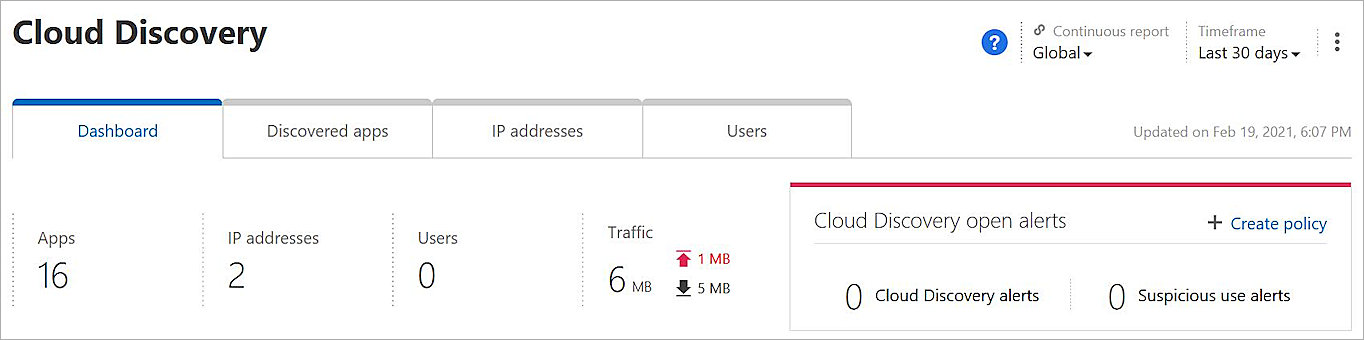 Cloud Discovery
? Continuous report Timeframe
Global Last 30 days
Dashboard Discovered apps IP addresses Users Updated on Feb 19, 2021, 6:07 PM
Apps IP addresses Users Traffic
16 2 0 6 MB
1 MB
5 MB
Cloud Discovery open alerts + Create policy
0 Cloud Discovery alerts 0 Suspicious use alerts